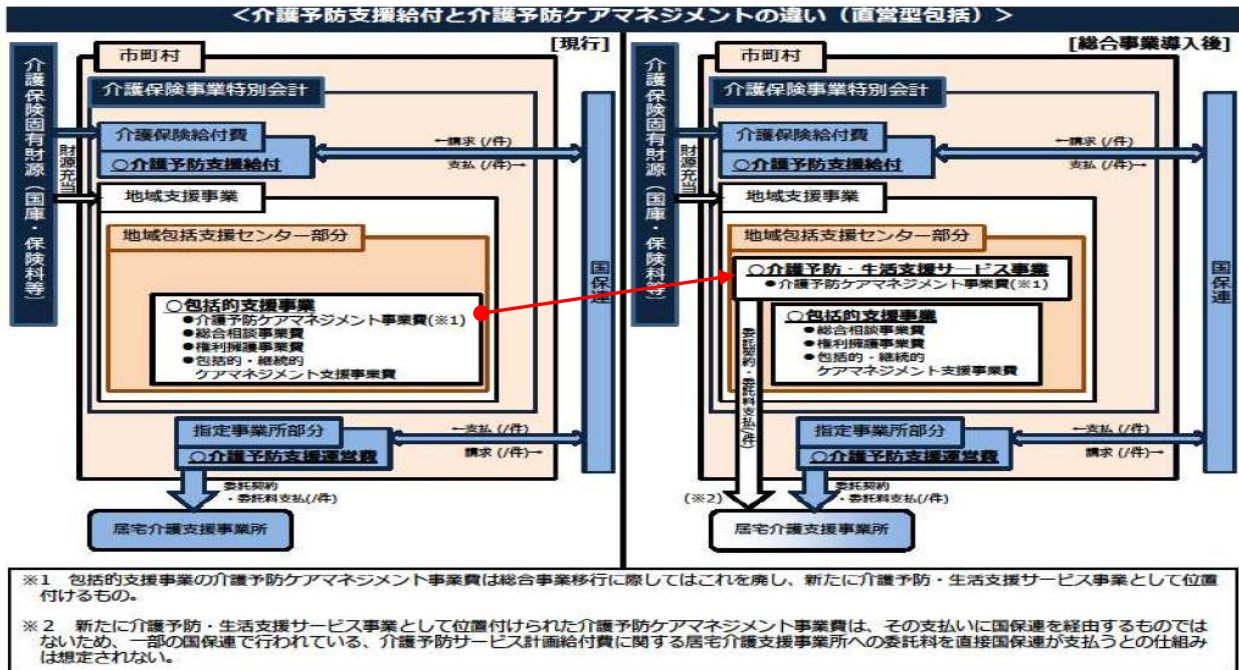 ＜介護予防支援給付と介護予防ケアマネジメントの違い（直営型包括）＞
[現行]
市町村
介護保険事業特別会計
介護保険固有財源（国庫・保険料等）
介護保険給付費
○介護予防支援給付
←請求（/件）
支払（/件）→
財源充当
地域支援事業
地域包括支援センター部分
○包括的支援事業
●介護予防ケアマネジメント事業費(※1)
●総合相談事業費
●権利擁護事業費
●包括的・継続的
ケアマネジメント支援事業費
国保連
指定事業所部分
○介護予防支援運営費
←支払（/件）
請求（/件）→
委託契約
・委託料支払(/件)
居宅介護支援事業所
[総合事業導入後]
市町村
介護保険事業特別会計
介護保険固有財源（国庫・保険料等）
介護保険給付費
○介護予防支援給付
←請求（/件）
支払（/件）→
財源充当
地域支援事業
地域包括支援センター部分
○介護予防・生活支援サービス事業
●介護予防ケアマネジメント事業費(※1)
○包括的支援事業
●総合相談事業費
●権利擁護事業費
●包括的・継続的
ケアマネジメント支援事業費
委託契約・委託料支払(/件)
国保連
指定事業所部分
○介護予防支援運営費
←支払（/件）
請求（/件）→
(※2)
委託契約
・委託料支払(/件)
居宅介護支援事業所
※1　包括的支援事業の介護予防ケアマネジメント事業費は総合事業移行に際してはこれを廃し、新たに介護予防・生活支援サービス事業として位置
付けるもの。
※2　新たに介護予防・生活支援サービス事業として位置付けられた介護予防ケアマネジメント事業費は、その支払いに国保連を経由するものでは
ないため、一部の国保連で行われている、介護予防サービス計画給付費に関する居宅介護支援事業所への委託料を直接国保連が支払うとの仕組み
は想定されない。